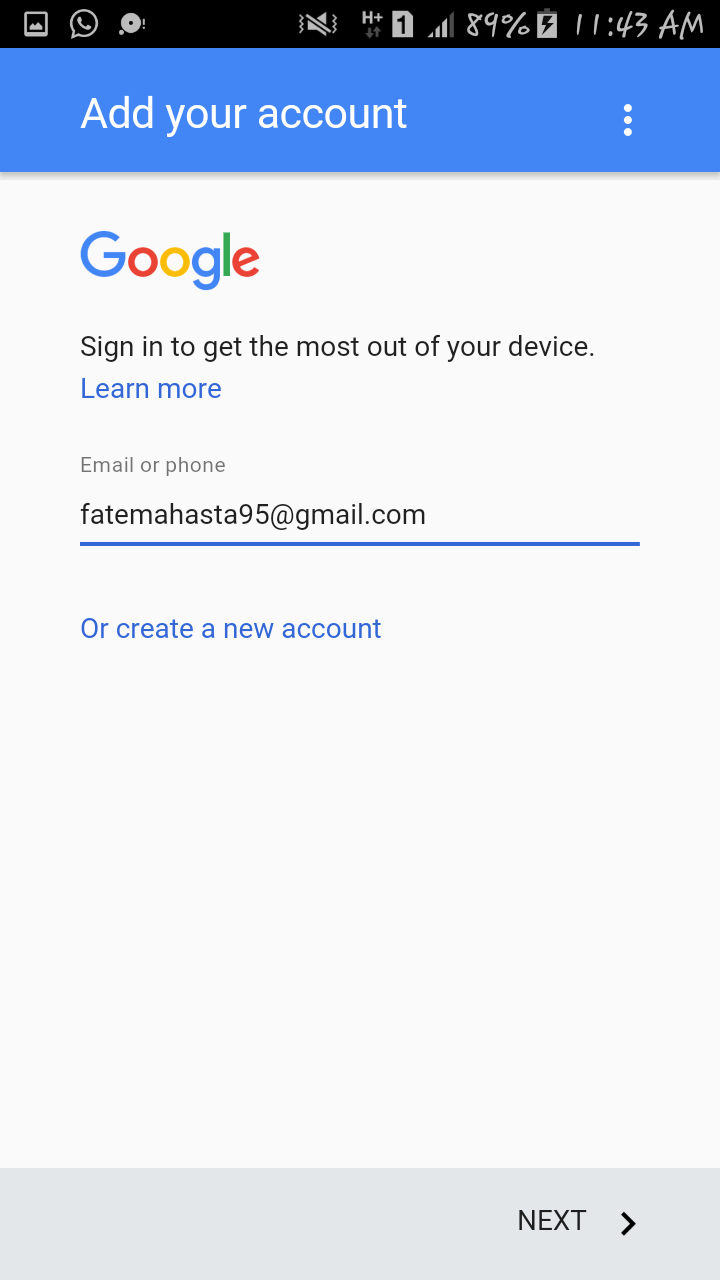 H+ 1 89% 11:43 AM
Add your account
Google
Sign in to get the most out of your device.
Learn more
Email or phone
fatemahasta95@gmail.com
Or create a new account
NEXT